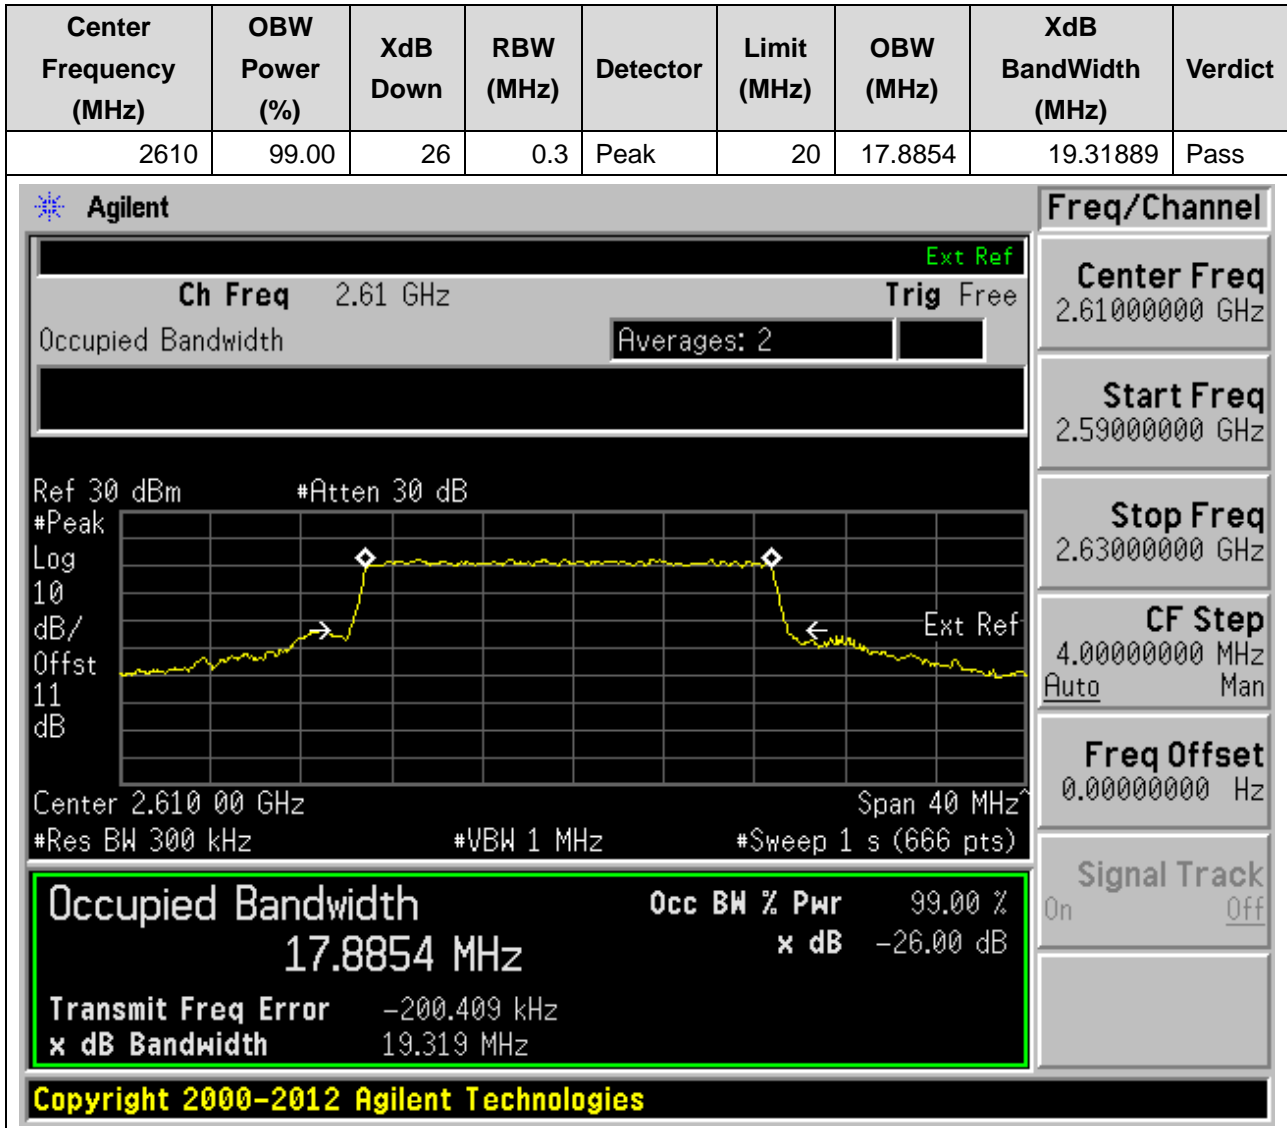 Center Frequency (MHz) OBW Power (%) XdB Down RBW (MHz) Detector Limit (MHz) OBW (MHz) XdB BandWidth (MHz) Verdict
2610 99.00 26 0.3 Peak 20 17.8854 19.31889 Pass
Agilent
Freq/Channel
Ext Ref
Ch Freq 2.61 GHz Trig Free
Occupied Bandwidth Averages: 2
Ref 30 dBm #Atten 30 dB
#Peak
Log
10
dB/
Offst
11
dB
Ext Ref
Center 2.610 00 GHz Span 40 MHz^
#Res BW 300 kHz #VBW 1 MHz #Sweep 1 s (666 pts)
Occupied Bandwidth Occ BW % Pwr 99.00 %
17.8854 MHz x dB -26.00 dB
Transmit Freq Error -200.409 kHz
x dB Bandwidth 19.319 MHz
Center Freq
2.61000000 GHz
Start Freq
2.59000000 GHz
Stop Freq
2.63000000 GHz
CF Step
4.00000000 MHz
Auto Man
Freq Offset
0.00000000 Hz
Signal Track
On Off
Copyright 2000-2012 Agilent Technologies